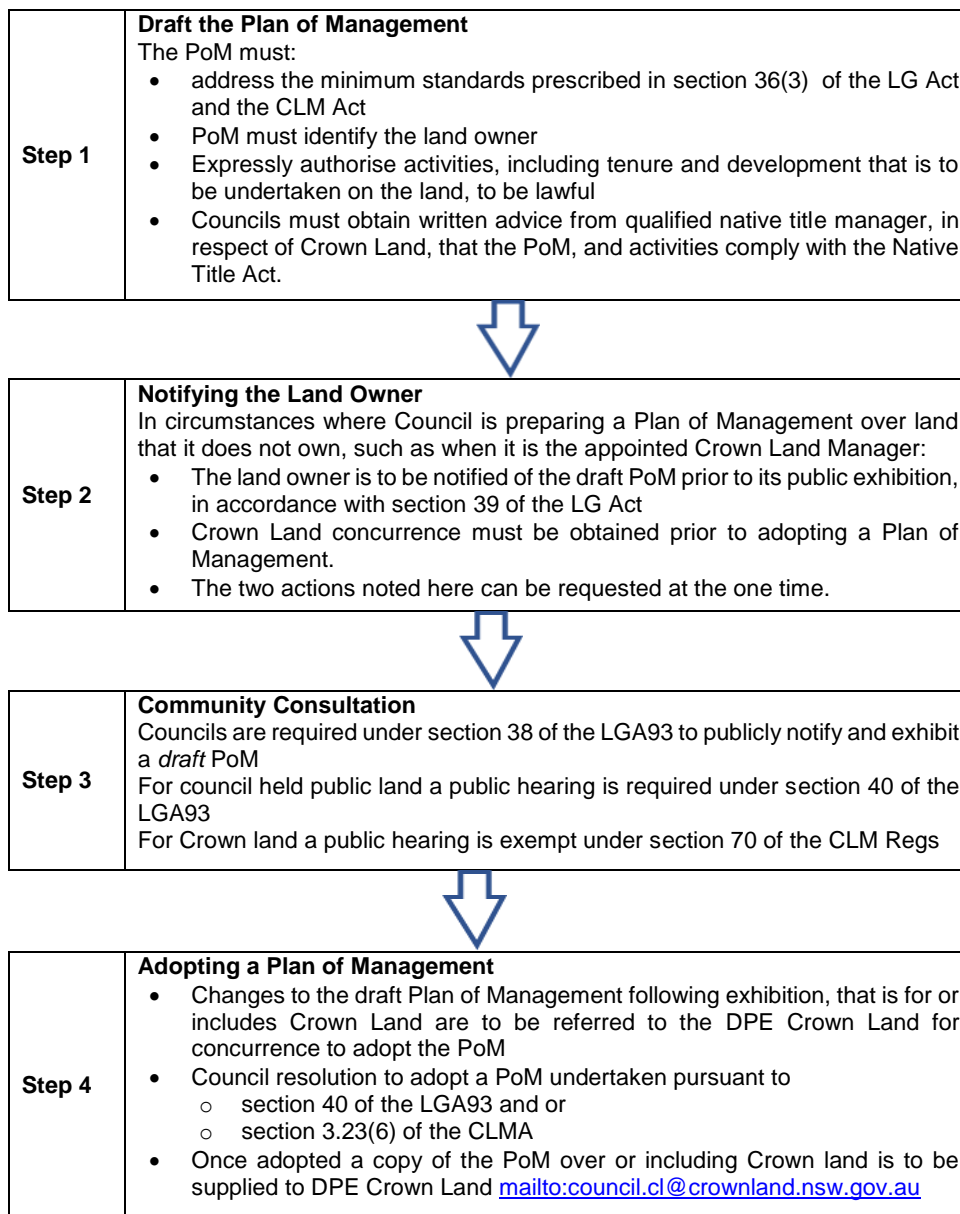 Draft the Plan of Management
The PoM must:
• address the minimum standards prescribed in section 36(3) of the LG Act
and the CLM Act
• PoM must identify the land owner
Step 1
• Expressly authorise activities, including tenure and development that is to
be undertaken on the land, to be lawful
• Councils must obtain written advice from qualified native title manager, in
respect of Crown Land, that the PoM, and activities comply with the Native
Title Act.
Notifying the Land Owner
In circumstances where Council is preparing a Plan of Management over land
that it does not own, such as when it is the appointed Crown Land Manager:
• The land owner is to be notified of the draft PoM prior to its public exhibition,
Step 2
in accordance with section 39 of the LG Act
• Crown Land concurrence must be obtained prior to adopting a Plan of
Management.
• The two actions noted here can be requested at the one time.
Community Consultation
Councils are required under section 38 of the LGA93 to publicly notify and exhibit
a draft PoM
Step 3
For council held public land a public hearing is required under section 40 of the
LGA93
For Crown land a public hearing is exempt under section 70 of the CLM Regs
Adopting a Plan of Management
• Changes to the draft Plan of Management following exhibition, that is for or
includes Crown Land are to be referred to the DPE Crown Land for
concurrence to adopt the PoM
Step 4
• Council resolution to adopt a PoM undertaken pursuant to
o section 40 of the LGA93 and or
o section 3.23(6) of the CLMA
• Once adopted a copy of the PoM over or including Crown land is to be
supplied to DPE Crown Land mailto:council.cl@crownland.nsw.gov.au